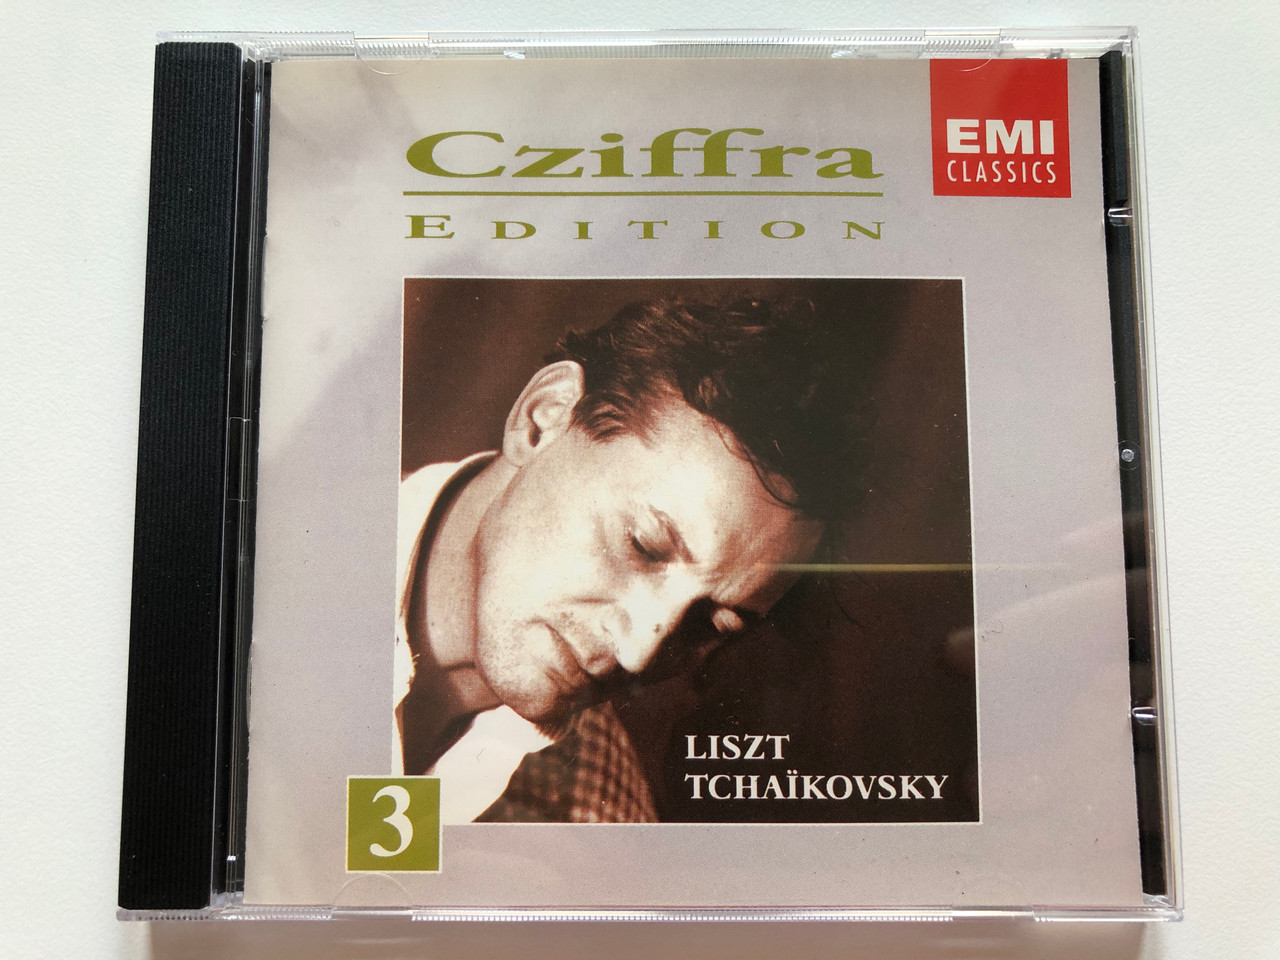 Cziffra
EDITION
EMI
CLASSICS
LISZT
TCHAÏKOVSKY
3